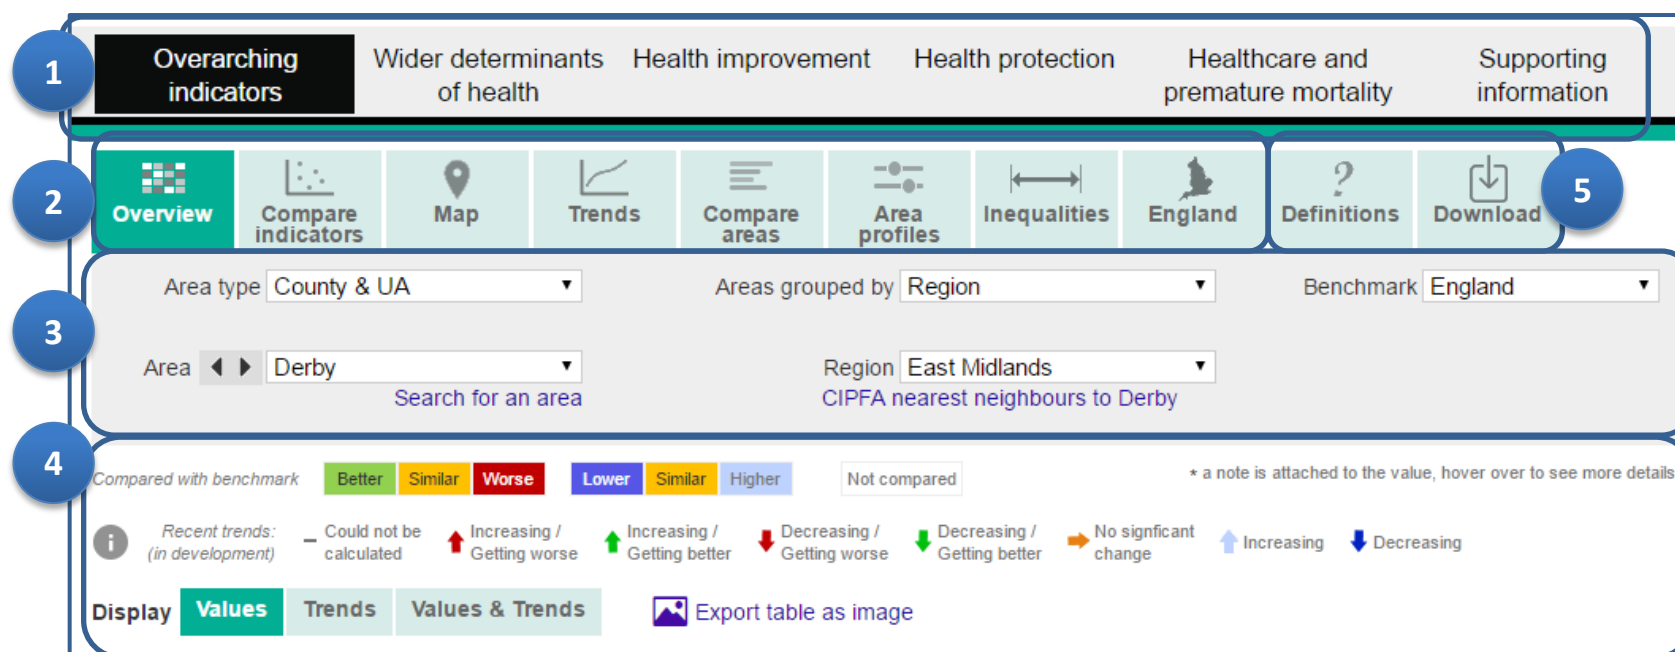 1
Overarching
indicators
Wider determinants
of health
Health improvement
Health protection
Healthcare and
premature mortality
Supporting
information
2
Overview
Compare
indicators
Map
Trends
Compare
areas
Area
profiles
Inequalities
England
?
Definitions
Download
5
3
Area type County & UA
Areas grouped by Region
Benchmark England
Area Derby
Region East Midlands
Search for an area
CIPFA nearest neighbours to Derby
4
Compared with benchmark Better Similar Worse Lower Similar Higher Not compared
* a note is attached to the value, hover over to see more details
i
Recent trends:
(in development)
Could not be
calculated
Increasing /
Getting worse
Increasing /
Getting better
Decreasing /
Getting worse
Decreasing /
Getting better
No signficant
change
Increasing
Decreasing
Display Values Trends Values & Trends Export table as image